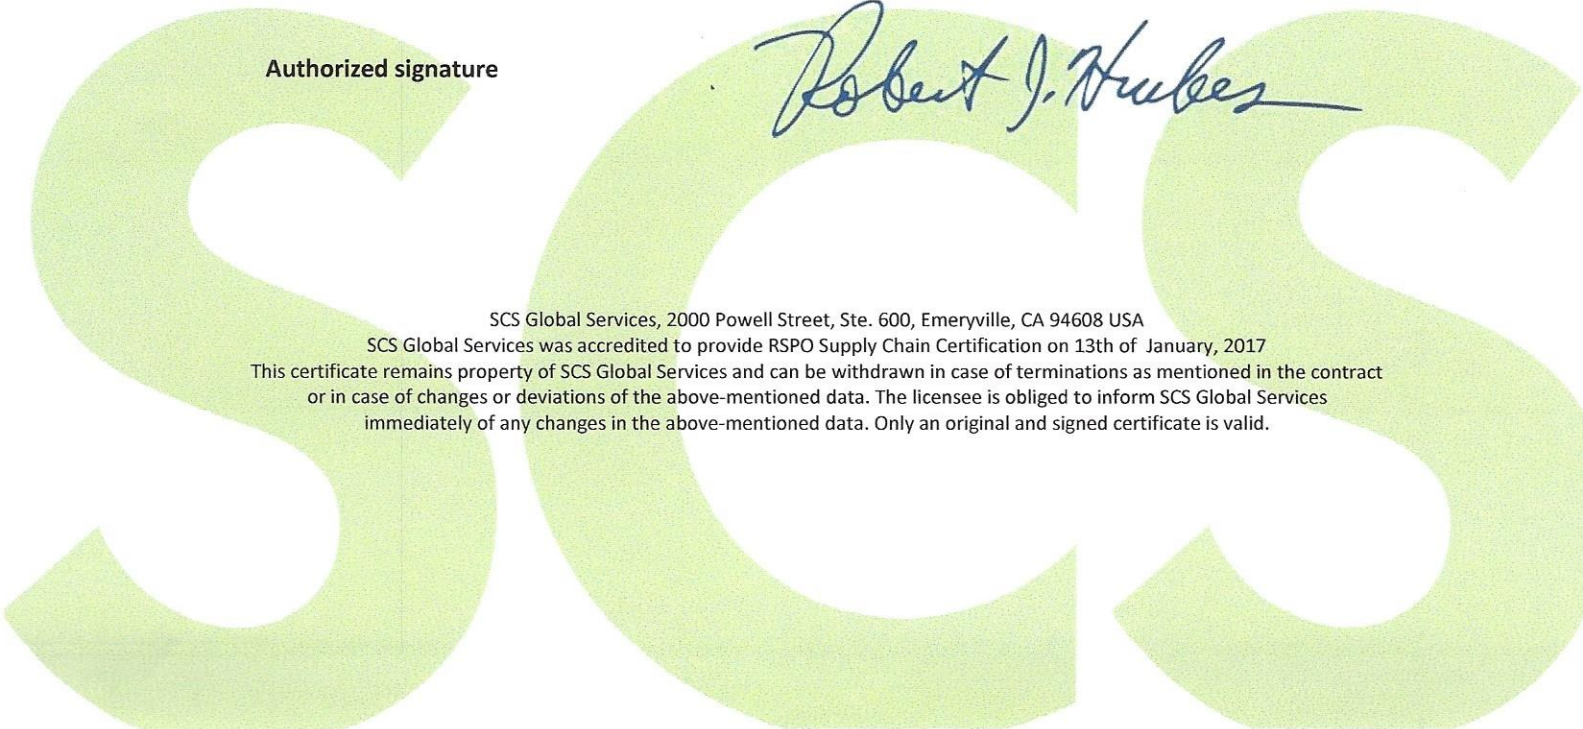 Authorized signature
Robert J. Hrubes
SCS Global Services, 2000 Powell Street, Ste. 600, Emeryville, CA 94608 USA
SCS Global Services was accredited to provide RSPO Supply Chain Certification on 13th of January, 2017
This certificate remains property of SCS Global Services and can be withdrawn in case of terminations as mentioned in the contract
or in case of changes or deviations of the above-mentioned data. The licensee is obliged to inform SCS Global Services
immediately of any changes in the above-mentioned data. Only an original and signed certificate is valid.
SCS